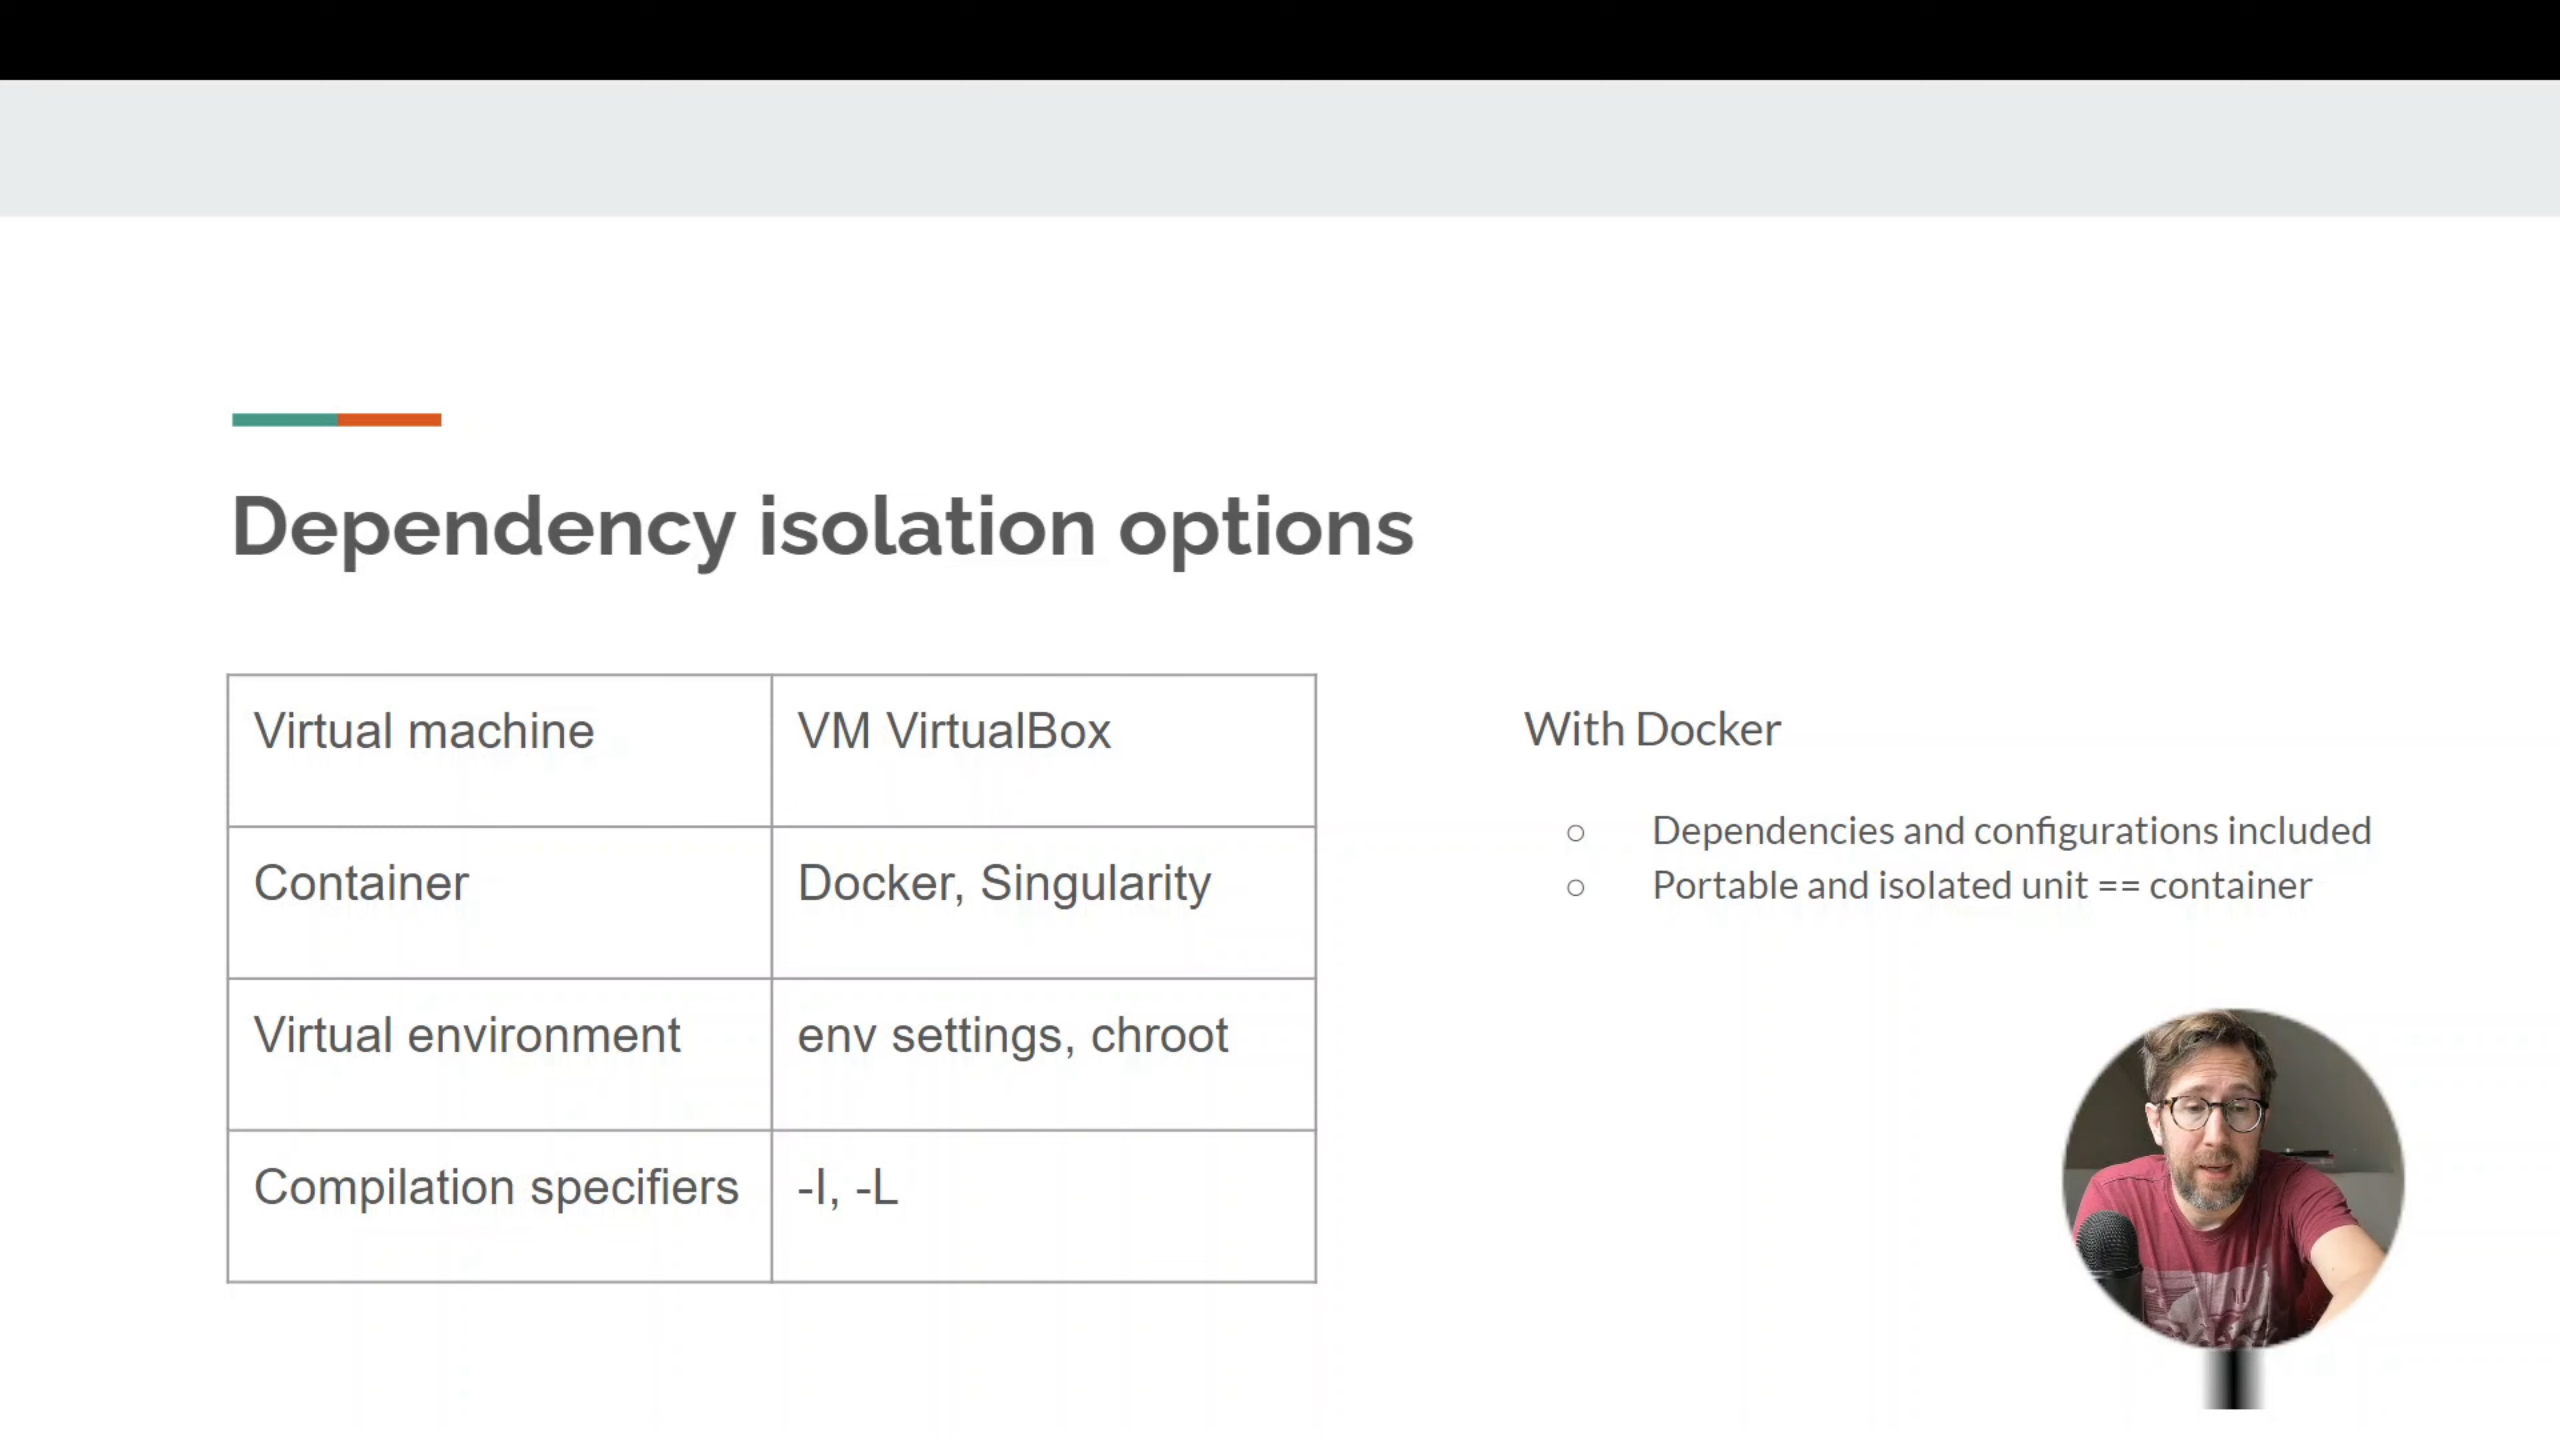 Dependency isolation options
Virtual machine
VM VirtualBox
Container
Docker, Singularity
Virtual environment
env settings, chroot
Compilation specifiers
-I, -L
With Docker
○ Dependencies and configurations included
○ Portable and isolated unit == container